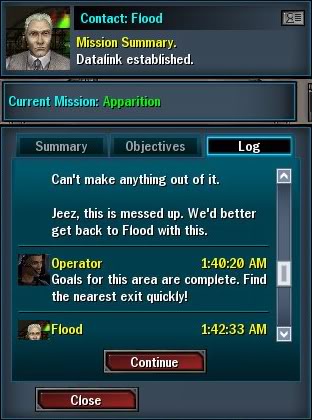 Contact: Flood
Mission Summary.
Datalink established.
Current Mission: Apparition
Summary
Objectives
Log
Can't make anything out of it.
Jeez, this is messed up. We'd better
get back to Flood with this.
Operator 1:40:20 AM
Goals for this area are complete. Find
the nearest exit quickly!
Flood 1:42:33 AM
Continue
Close